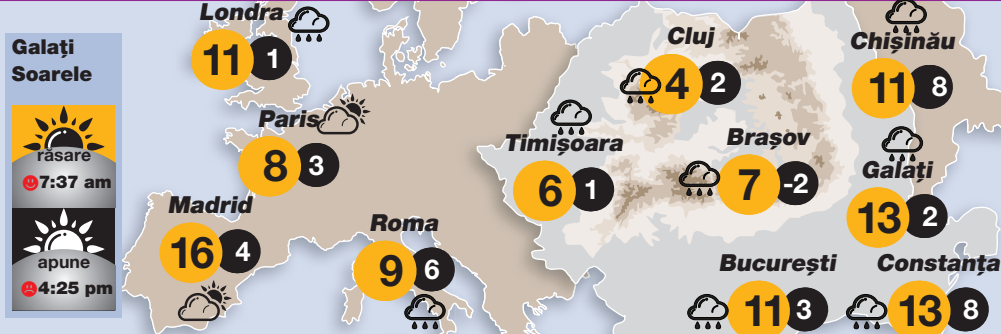 Galați
Soarele
răsare
7:37 am
apune
4:25 pm
Londra
11 1
Paris
8 3
Madrid
16 4
Roma
9 6
Timișoara
6 1
Cluj
4 2
Brașov
7 -2
București
11 3
Chișinău
11 8
Galați
13 2
Constanța
13 8